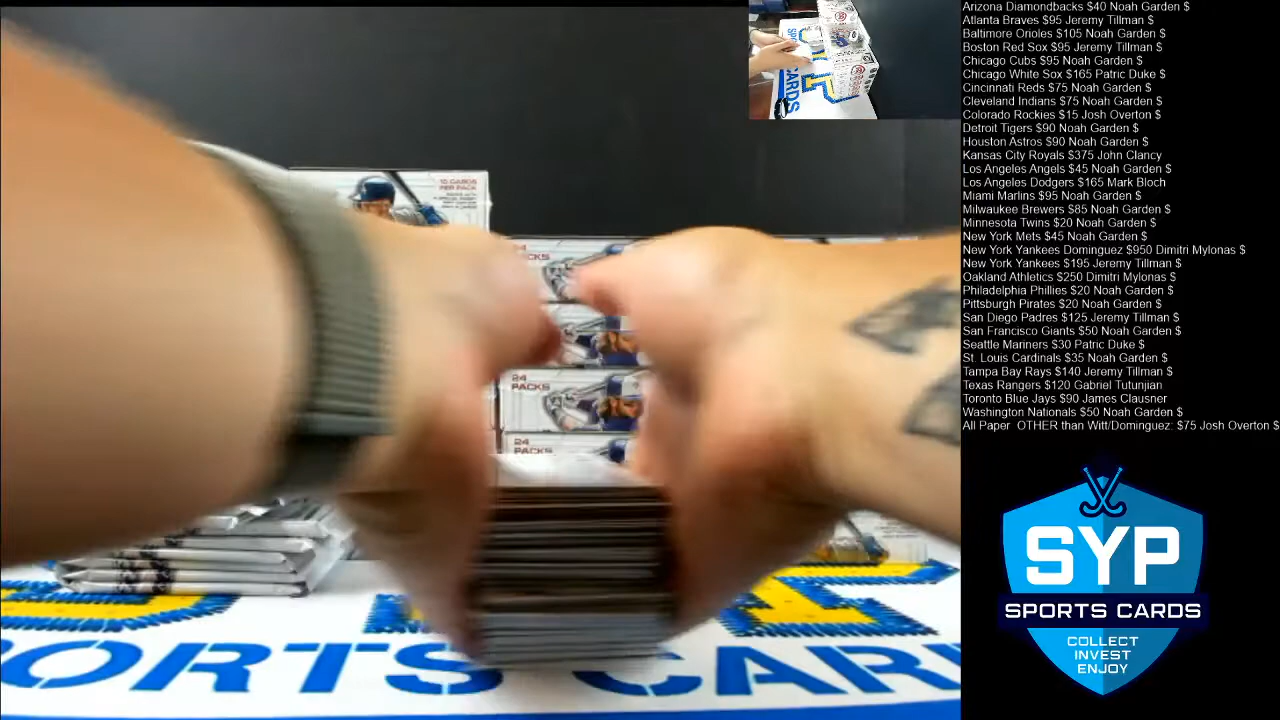 Arizona Diamondbacks $40 Noah Garden $
Atlanta Braves $95 Jeremy Tillman $
Baltimore Orioles $105 Noah Garden $
Boston Red Sox $95 Jeremy Tillman $
Chicago Cubs $95 Noah Garden $
Chicago White Sox $165 Patric Duke $
Cincinnati Reds $75 Noah Garden $
Cleveland Indians $75 Noah Garden $
Colorado Rockies $15 Josh Overton $
Detroit Tigers $90 Noah Garden $
Houston Astros $90 Noah Garden $
Kansas City Royals $375 John Clancy
Los Angeles Angels $45 Noah Garden $
Los Angeles Dodgers $165 Mark Bloch
Miami Marlins $95 Noah Garden $
Milwaukee Brewers $85 Noah Garden $
Minnesota Twins $20 Noah Garden $
New York Mets $45 Noah Garden $
New York Yankees Dominguez $950 Dimitri Mylonas $
New York Yankees $195 Jeremy Tillman $
Oakland Athletics $250 Dimitri Mylonas $
Philadelphia Phillies $20 Noah Garden $
Pittsburgh Pirates $20 Noah Garden $
San Diego Padres $125 Jeremy Tillman $
San Francisco Giants $50 Noah Garden $
Seattle Mariners $30 Patric Duke $
St. Louis Cardinals $35 Noah Garden $
Tampa Bay Rays $140 Jeremy Tillman $
Texas Rangers $120 Gabriel Tutunjian
Toronto Blue Jays $90 James Clausner
Washington Nationals $50 Noah Garden $
All Paper OTHER than Witt/Dominguez: $75 Josh Overton $
SYP
SPORTS CARDS
COLLECT
INVEST
ENJOY
10 CARDS
PER PACK
PACKS
24
PACKS
24
PACKS
ORTS CAR
CARDS